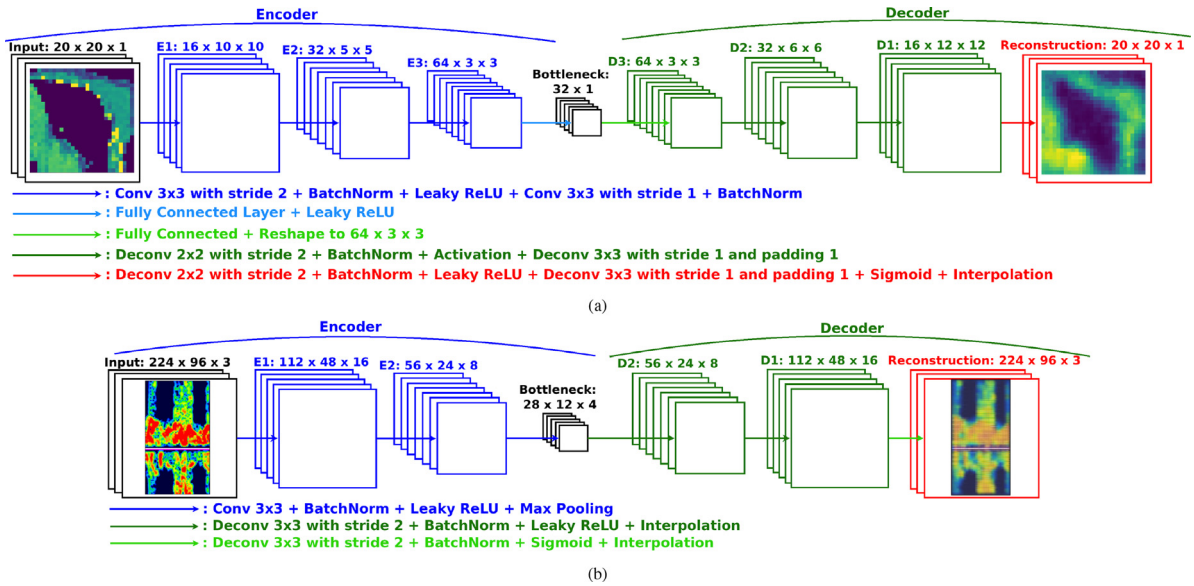 Encoder
Decoder
Input: 20 x 20 x 1
E1: 16 x 10 x 10
E2: 32 x 5 x 5
E3: 64 x 3 x 3
Bottleneck:
32 x 1
D3: 64 x 3 x 3
D2: 32 x 6 x 6
D1: 16 x 12 x 12
Reconstruction: 20 x 20 x 1
: Conv 3x3 with stride 2 + BatchNorm + Leaky ReLU + Conv 3x3 with stride 1 + BatchNorm
: Fully Connected Layer + Leaky ReLU
: Fully Connected + Reshape to 64 x 3 x 3
: Deconv 2x2 with stride 2 + BatchNorm + Activation + Deconv 3x3 with stride 1 and padding 1
: Deconv 2x2 with stride 2 + BatchNorm + Leaky ReLU + Deconv 3x3 with stride 1 and padding 1 + Sigmoid + Interpolation
(a)
Encoder
Decoder
Input: 224 x 96 x 3
E1: 112 x 48 x 16
E2: 56 x 24 x 8
Bottleneck:
28 x 12 x 4
D2: 56 x 24 x 8
D1: 112 x 48 x 16
Reconstruction: 224 x 96 x 3
: Conv 3x3 + BatchNorm + Leaky ReLU + Max Pooling
: Deconv 3x3 with stride 2 + BatchNorm + Leaky ReLU + Interpolation
: Deconv 3x3 with stride 2 + BatchNorm + Sigmoid + Interpolation
(b)